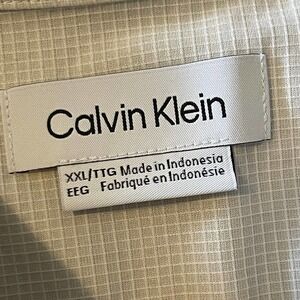 Calvin Klein
XXL/TTG Made in Indonesia
EEG Fabriqué en Indonésie